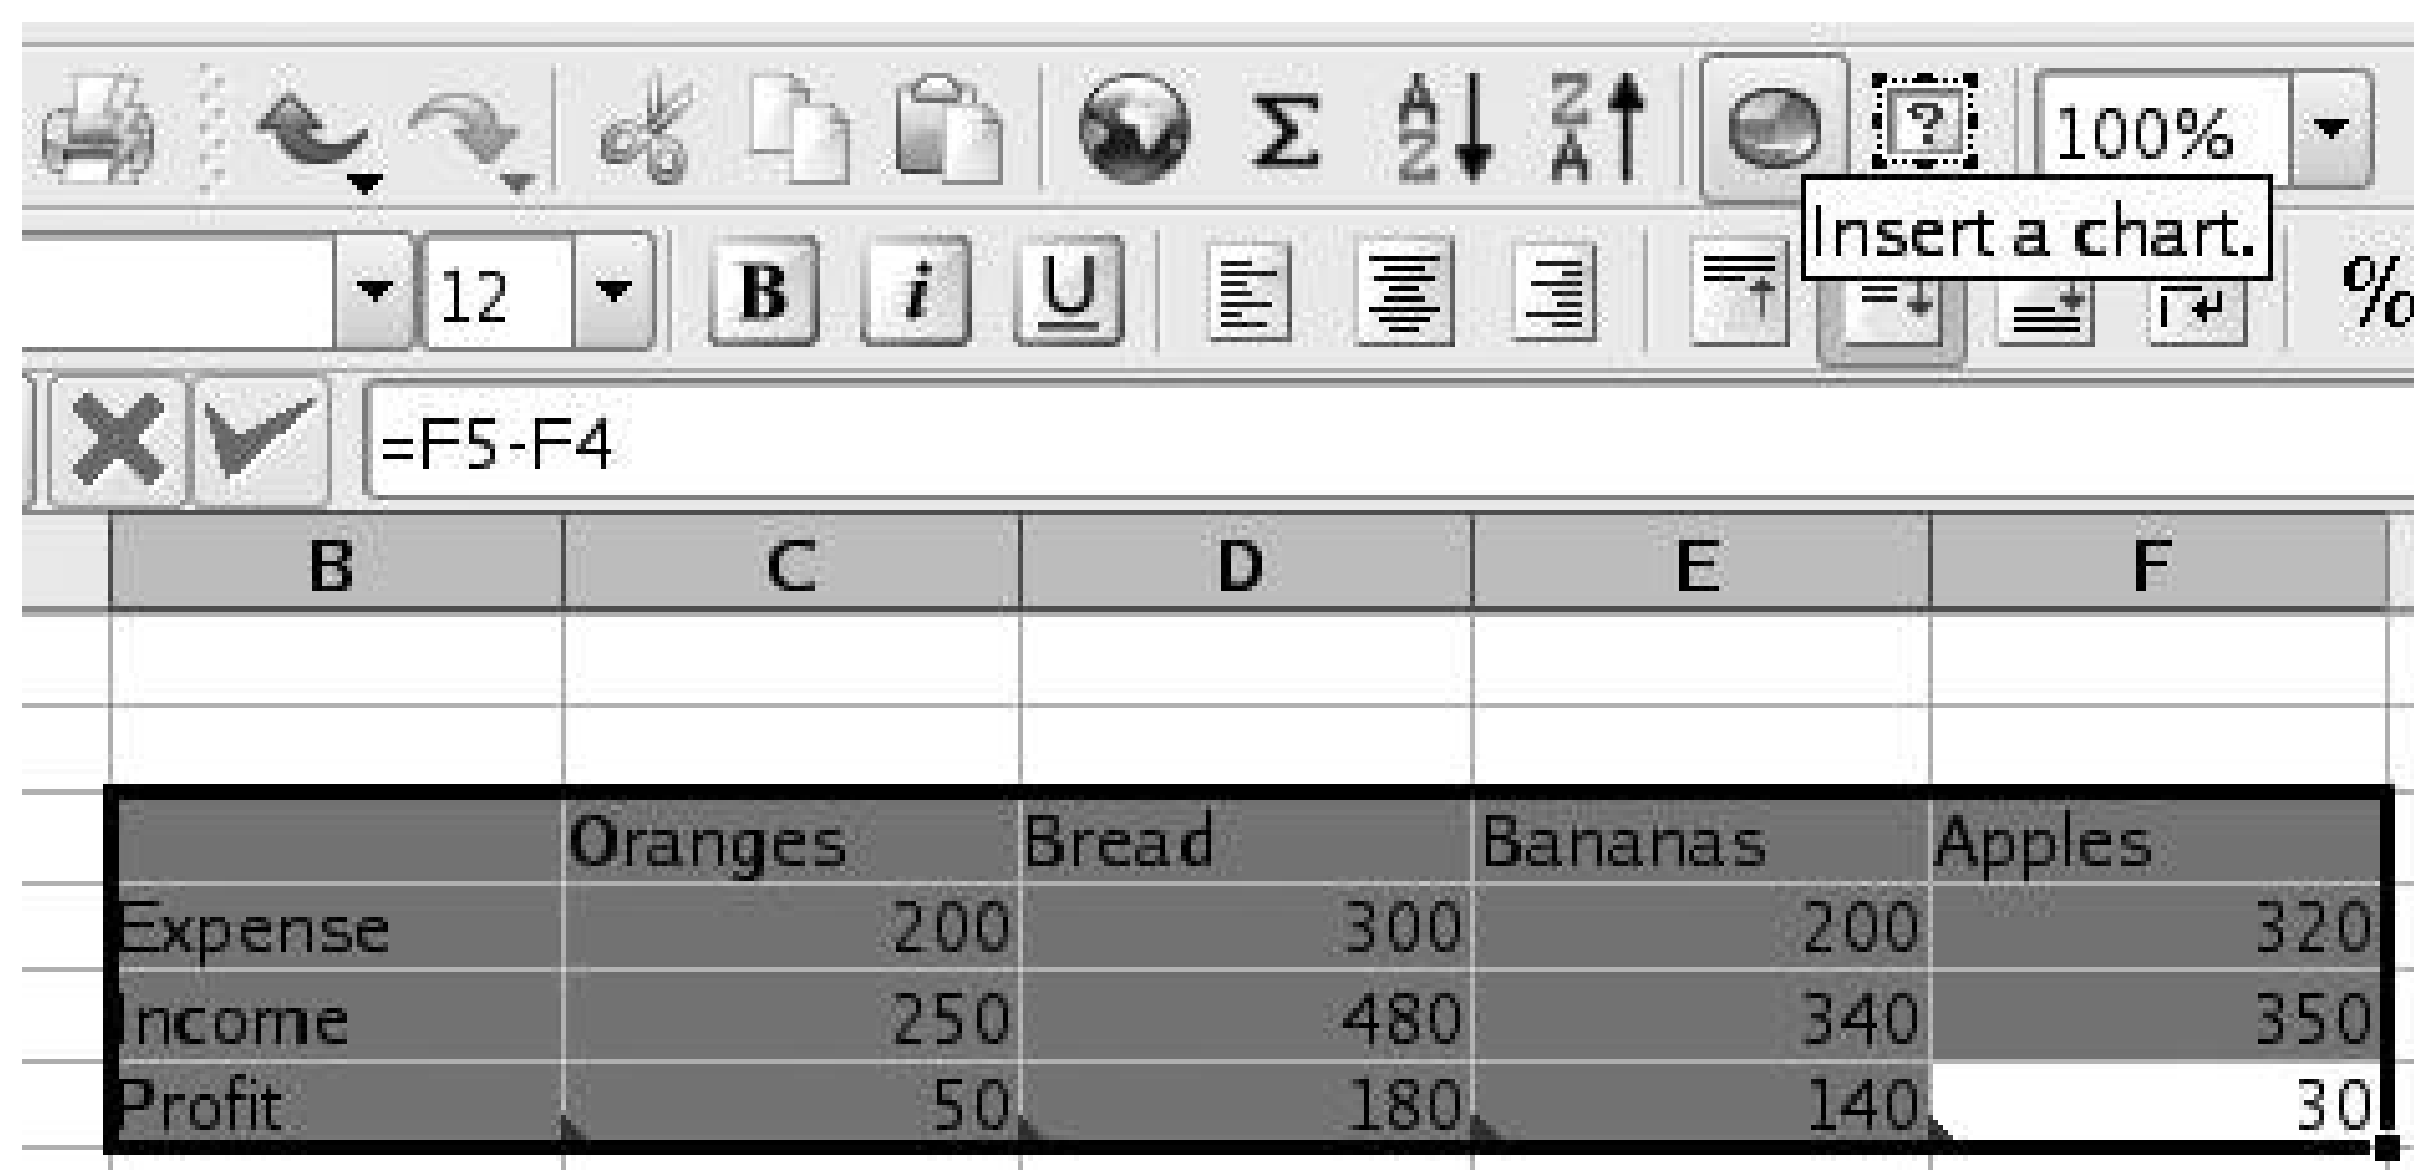 A Z Z A ? 100%
Insert a chart.
12 B i U %
=F5-F4
B C D E F
Oranges Bread Bananas Apples
Expense 200 300 200 320
Income 250 480 340 350
Profit 50 180 140 30